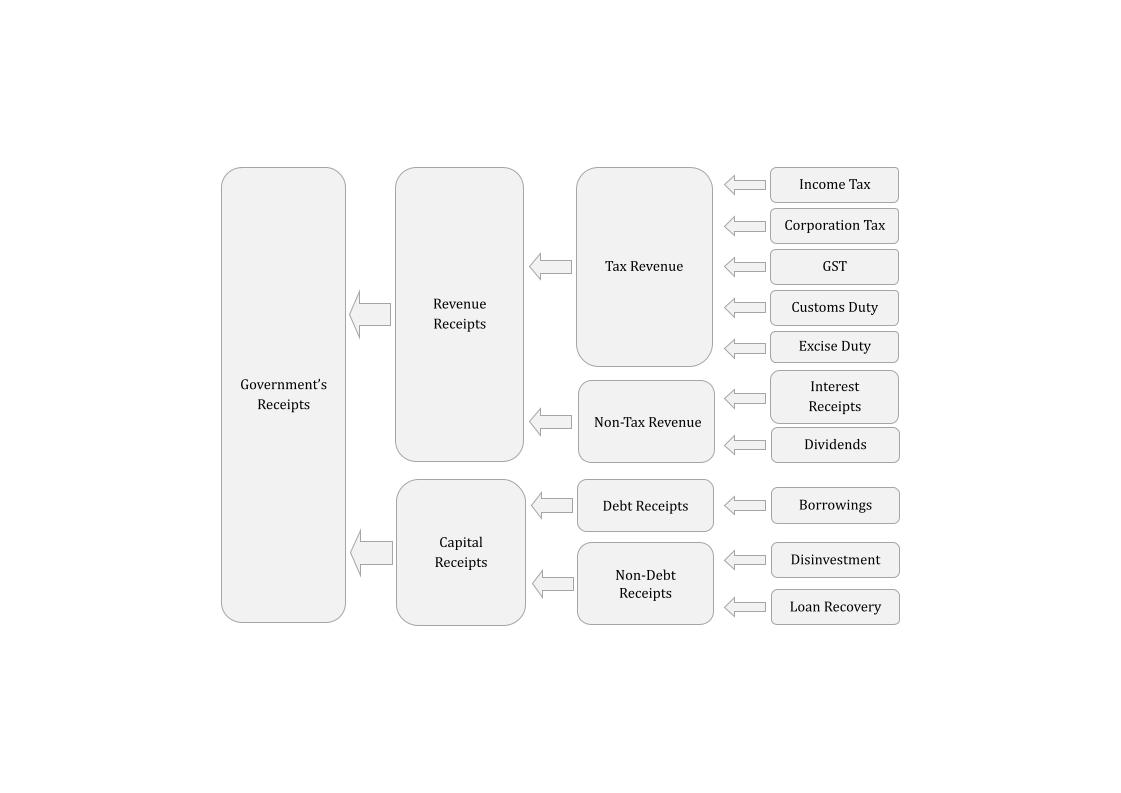 Government’s
Receipts
Revenue
Receipts
Tax Revenue
Income Tax
Corporation Tax
GST
Customs Duty
Excise Duty
Non-Tax Revenue
Interest
Receipts
Dividends
Capital
Receipts
Debt Receipts
Borrowings
Non-Debt
Receipts
Disinvestment
Loan Recovery